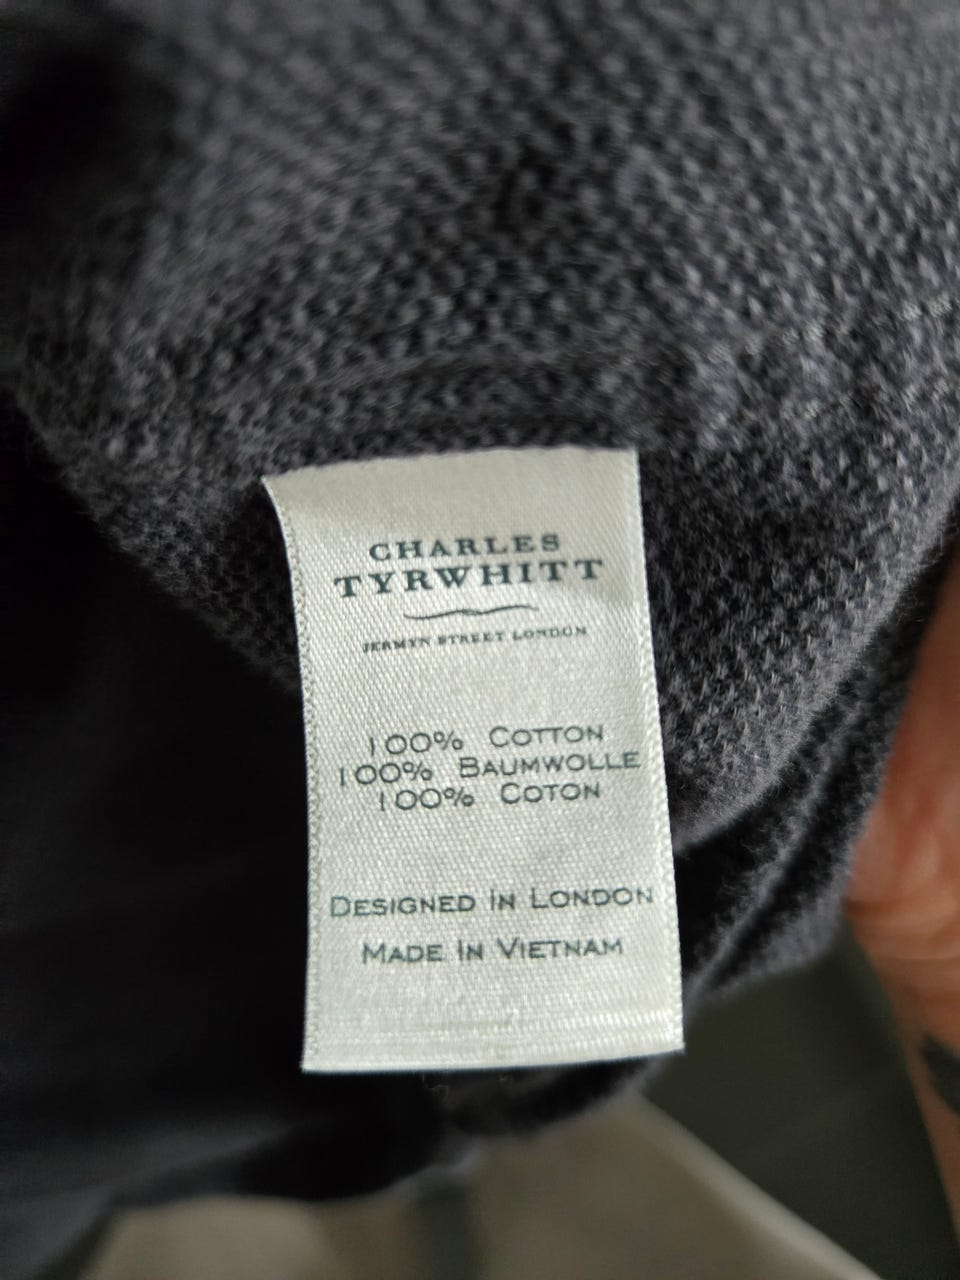 CHARLES
TYRWHITT
JERMYN STREET LONDON
100% COTTON
100% BAUMWOLLE
100% COTON
DESIGNED IN LONDON
MADE IN VIETNAM